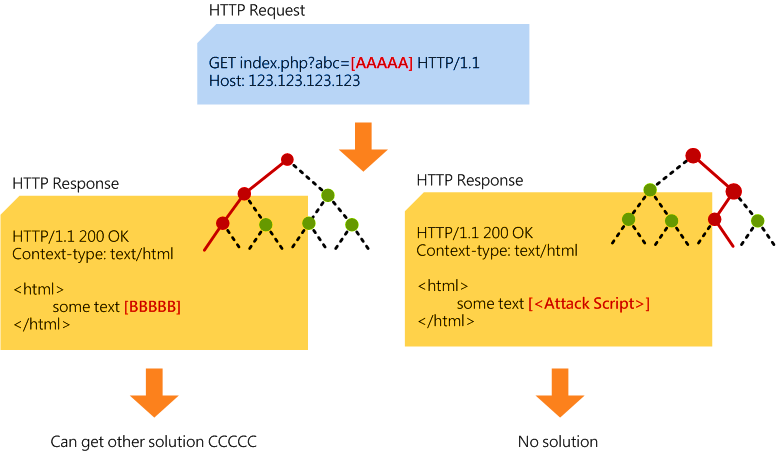 HTTP Request
GET index.php?abc=[AAAAA] HTTP/1.1
Host: 123.123.123.123
HTTP Response
HTTP/1.1 200 OK
Context-type: text/html
<html>
some text [BBBBB]
</html>
Can get other solution CCCCC
HTTP Response
HTTP/1.1 200 OK
Context-type: text/html
<html>
some text [<Attack Script>]
</html>
No solution